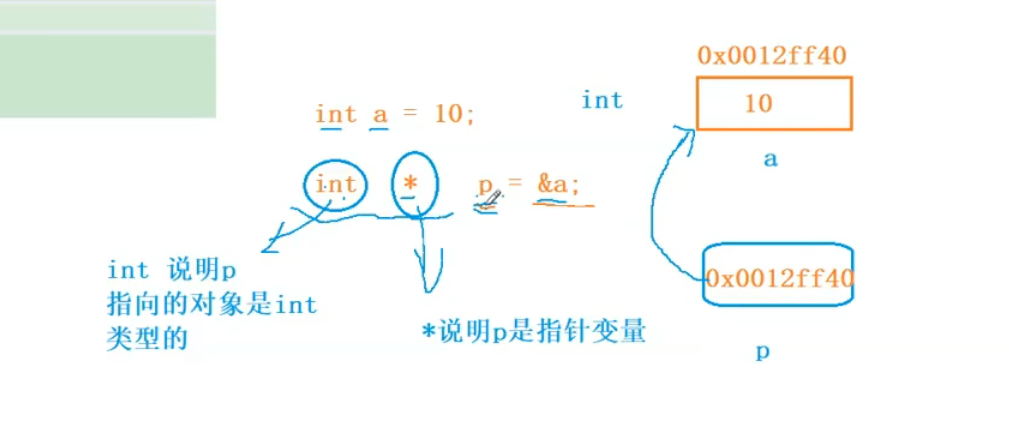 0x0012ff40
int a = 10;
int
10
a
int * p = &a;
int 说明p
指向的对象是int
类型的
*说明p是指针变量
0x0012ff40
p